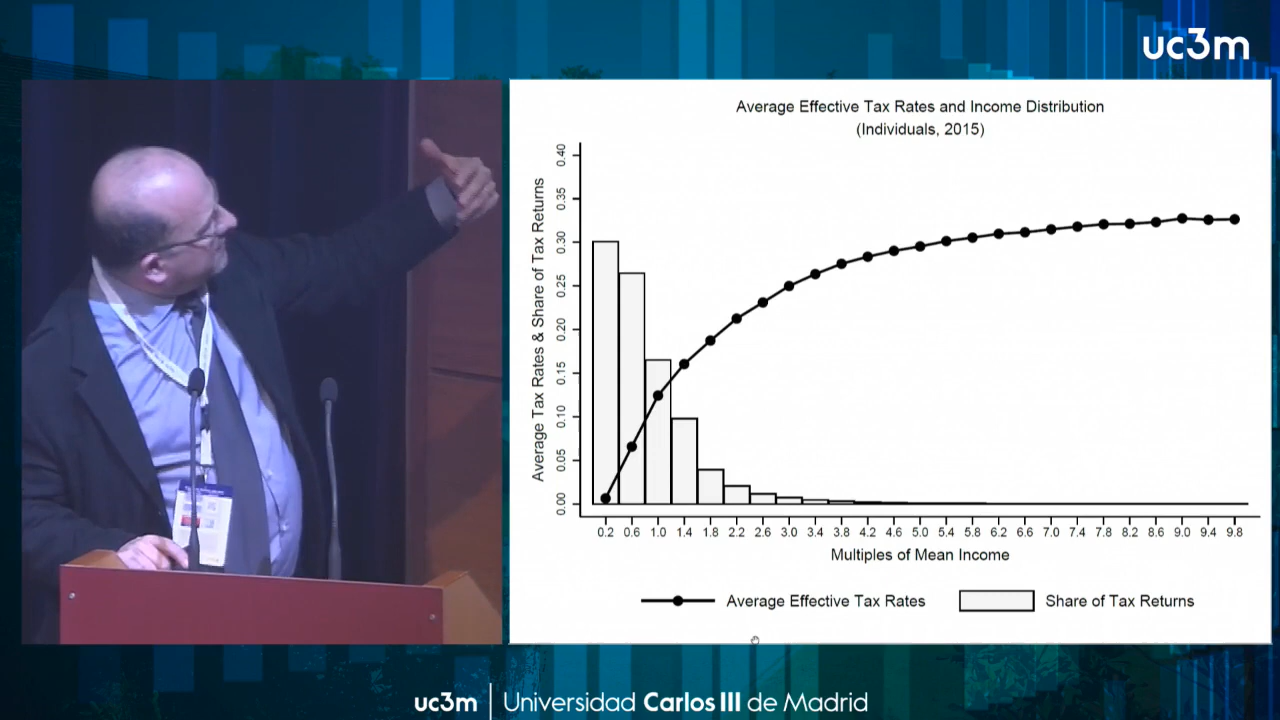 uc3m
Average Effective Tax Rates and Income Distribution
(Individuals, 2015)
Average Tax Rates & Share of Tax Returns
0.40
0.35
0.30
0.25
0.20
0.15
0.10
0.05
0.00
0.2 0.6 1.0 1.4 1.8 2.2 2.6 3.0 3.4 3.8 4.2 4.6 5.0 5.4 5.8 6.2 6.6 7.0 7.4 7.8 8.2 8.6 9.0 9.4 9.8
Multiples of Mean Income
Average Effective Tax Rates
Share of Tax Returns
uc3m | Universidad Carlos III de Madrid